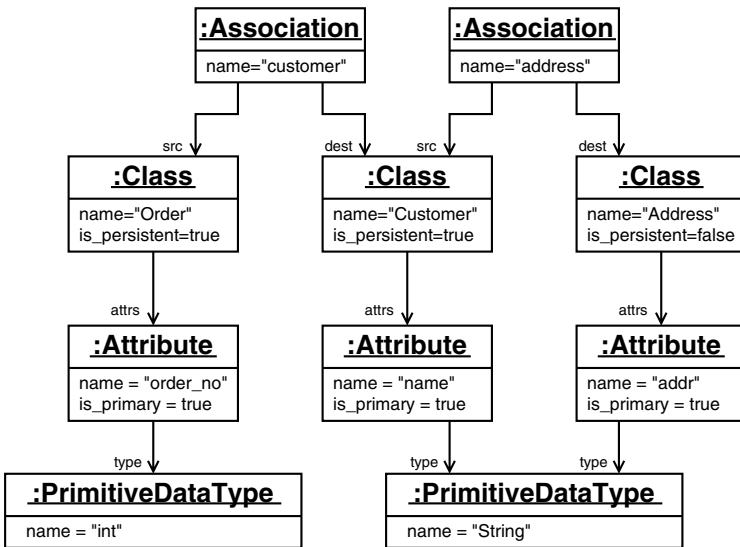 :Association
name="customer"
:Association
name="address"
src
dest
src
dest
:Class
name="Order"
is_persistent=true
:Class
name="Customer"
is_persistent=true
:Class
name="Address"
is_persistent=false
attrs
attrs
attrs
:Attribute
name = "order_no"
is_primary = true
:Attribute
name = "name"
is_primary = true
:Attribute
name = "addr"
is_primary = true
type
type
type
:PrimitiveDataType
name = "int"
:PrimitiveDataType
name = "String"